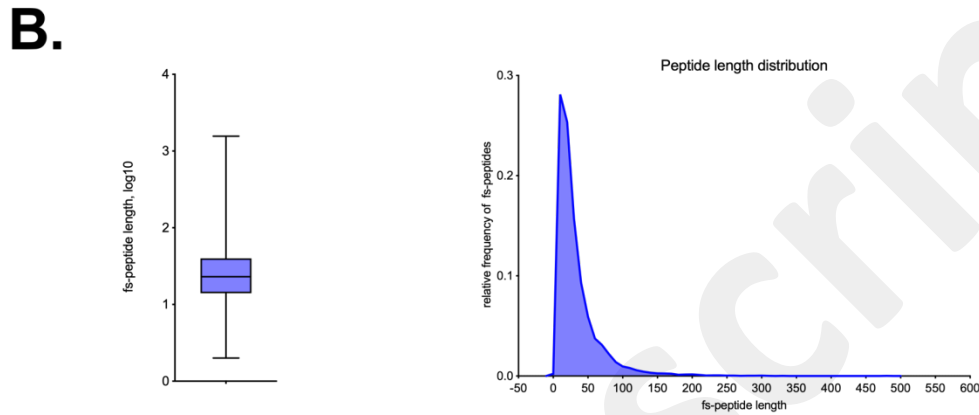 B.
Peptide length distribution
fs-peptide length, log10
4
3
2
1
0
relative frequency of fs-peptides
0.3
0.2
0.1
0.0
-50 0 50 100 150 200 250 300 350 400 450 500 550 600
fs-peptide length
scrip